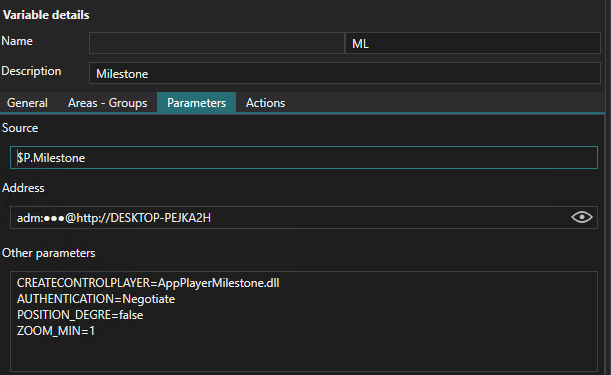 Variable details
Name
ML
Description
Milestone
General Areas - Groups Parameters Actions
Source
$P.Milestone
Address
adm:●●●@http://DESKTOP-PEJKA2H
Other parameters
CREATECONTROLPLAYER=AppPlayerMilestone.dll
AUTHENTICATION=Negotiate
POSITION_DEGRE=false
ZOOM_MIN=1